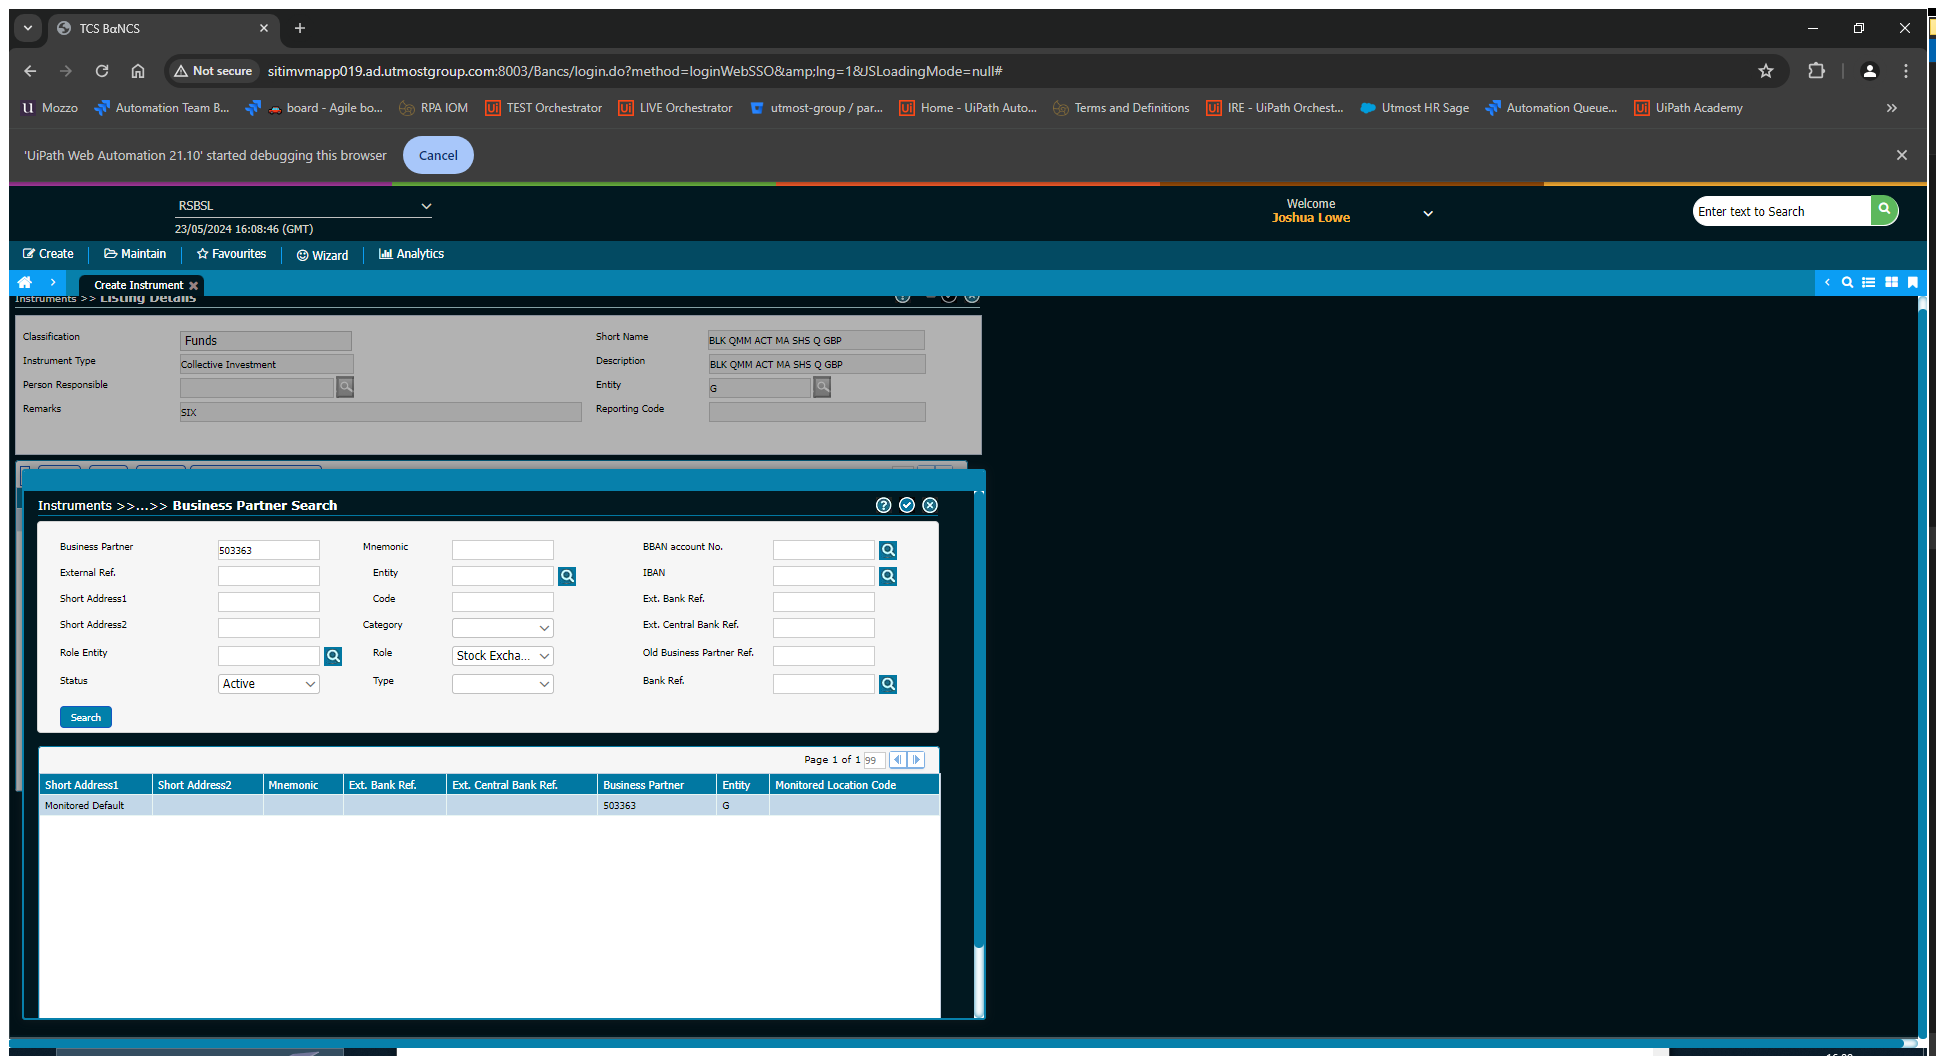 TCS BαNCS
Not secure sitimvmapp019.ad.utmostgroup.com:8003/Bancs/login.do?method=loginWebSSO&amp;lng=1&JSLoadingMode=null#
Mozzo Automation Team B... board - Agile bo... RPA IOM TEST Orchestrator LIVE Orchestrator utmost-group / par... Home - UiPath Auto... Terms and Definitions IRE - UiPath Orchest... Utmost HR Sage Automation Queue... UiPath Academy
'UiPath Web Automation 21.10' started debugging this browser Cancel
RSBSL Welcome
Joshua Lowe Enter text to Search
23/05/2024 16:08:46 (GMT)
Create Maintain Favourites Wizard Analytics
Create Instrument
Instruments >> Listing Details
Classification Funds Short Name BLK QMM ACT MA SHS Q GBP
Instrument Type Collective Investment Description BLK QMM ACT MA SHS Q GBP
Person Responsible Entity G
Remarks SIX Reporting Code
Instruments >>...>> Business Partner Search
Business Partner 503363 Mnemonic BBAN account No.
External Ref. Entity IBAN
Short Address1 Code Ext. Bank Ref.
Short Address2 Category Ext. Central Bank Ref.
Role Entity Role Stock Excha... Old Business Partner Ref.
Status Active Type Bank Ref.
Search
Page 1 of 1 99
Short Address1 Short Address2 Mnemonic Ext. Bank Ref. Ext. Central Bank Ref. Business Partner Entity Monitored Location Code
Monitored Default 503363 G